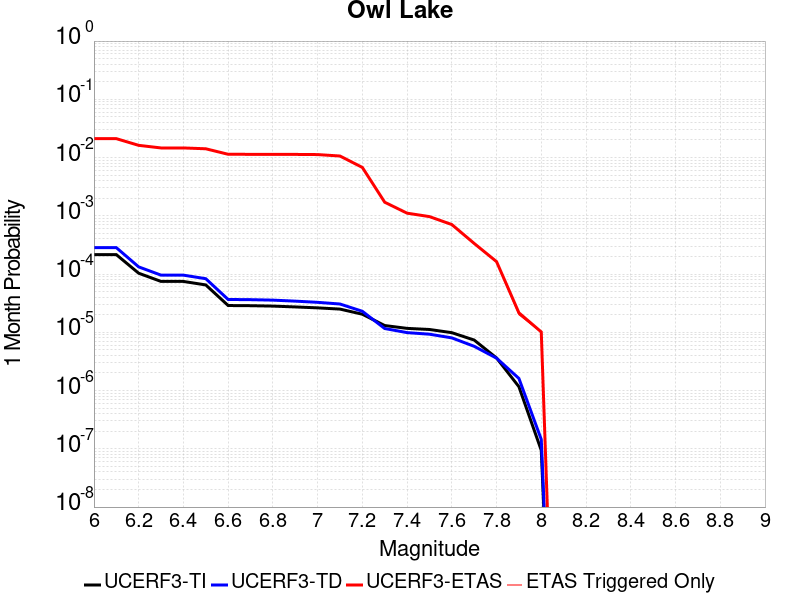 Owl Lake
10^0
10^-1
10^-2
10^-3
10^-4
10^-5
10^-6
10^-7
10^-8
1 Month Probability
6 6.2 6.4 6.6 6.8 7 7.2 7.4 7.6 7.8 8 8.2 8.4 8.6 8.8 9
Magnitude
UCERF3-TI UCERF3-TD UCERF3-ETAS ETAS Triggered Only